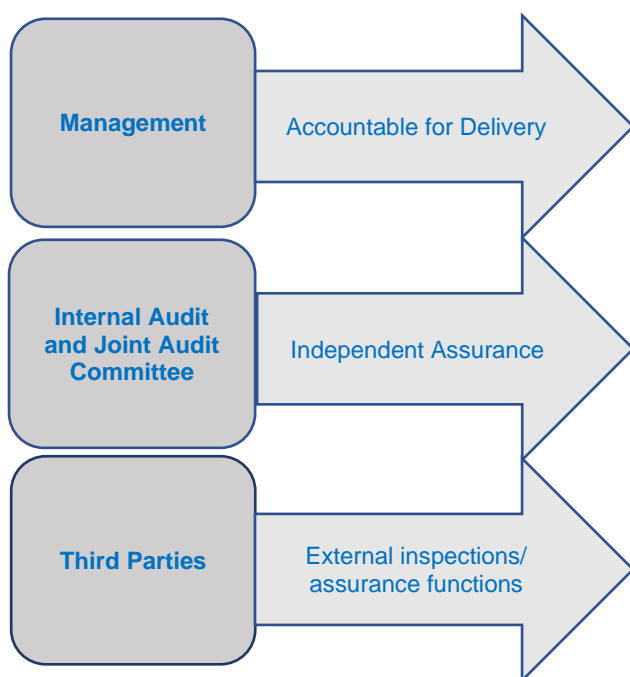 Management
Accountable for Delivery
Internal Audit
and Joint Audit
Committee
Independent Assurance
Third Parties
External inspections/
assurance functions